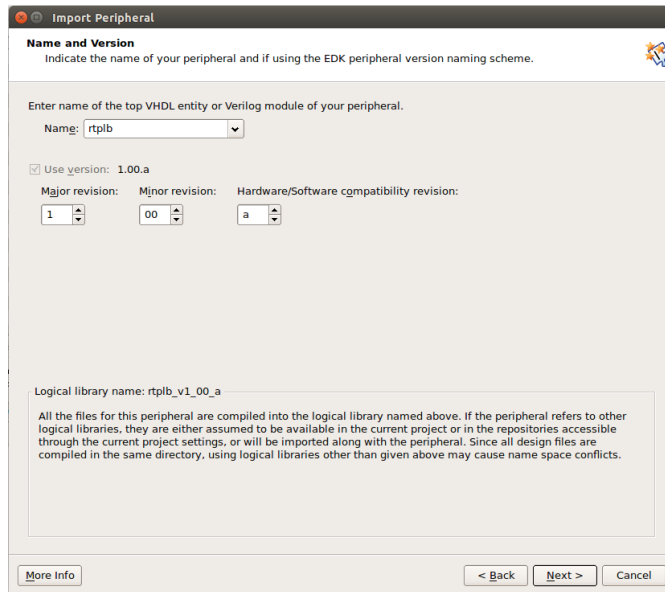 Import Peripheral
Name and Version
Indicate the name of your peripheral and if using the EDK peripheral version naming scheme.
Enter name of the top VHDL entity or Verilog module of your peripheral.
Name: rtplb
Use version: 1.00.a
Major revision: Minor revision: Hardware/Software compatibility revision:
1 00 a
Logical library name: rtplb_v1_00_a
All the files for this peripheral are compiled into the logical library named above. If the peripheral refers to other
logical libraries, they are either assumed to be available in the current project or in the repositories accessible
through the current project settings, or will be imported along with the peripheral. Since all design files are
compiled in the same directory, using logical libraries other than given above may cause name space conflicts.
More Info < Back Next > Cancel